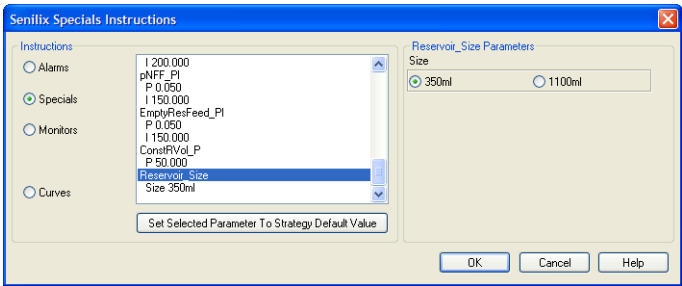 Senilix Specials Instructions
Instructions
Alarms
Specials
Monitors
Curves
I 200.000
pNFF_PI
P 0.050
I 150.000
EmptyResFeed_PI
P 0.050
I 150.000
ConstRVol_P
P 50.000
Reservoir_Size
Size 350ml
Set Selected Parameter To Strategy Default Value
Reservoir_Size Parameters
Size
350ml
1100ml
OK
Cancel
Help